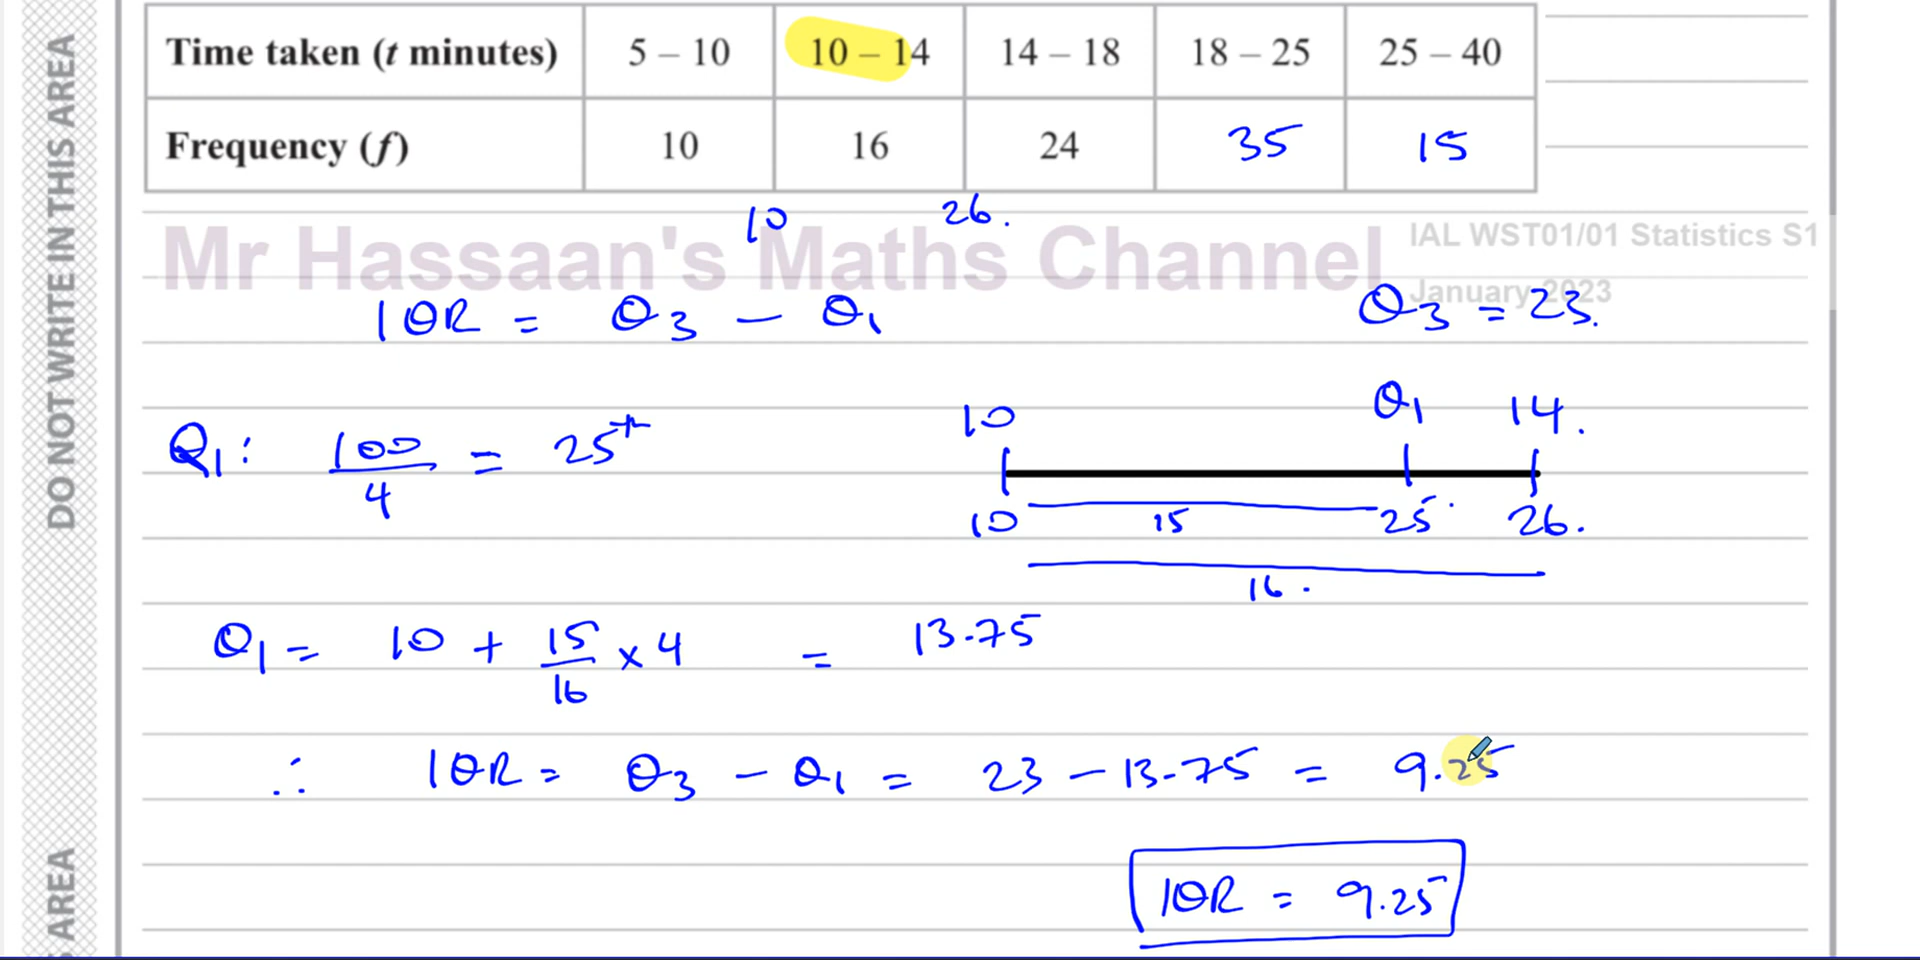 Time taken (t minutes) 5 – 10 10 – 14 14 – 18 18 – 25 25 – 40
Frequency (f) 10 16 24 35 15
10 26.
Mr Hassaan's Maths Channel
IAL WST01/01 Statistics S1
January 2023
IQR = Q3 − Q1
Q3 = 23.
Q1: 100/4 = 25th
10 Q1 14.
10 15 25 26.
16.
Q1 = 10 + 15/16 × 4 = 13.75
∴ IQR = Q3 − Q1 = 23 − 13.75 = 9.25
IQR = 9.25
DO NOT WRITE IN THIS AREA
S AREA